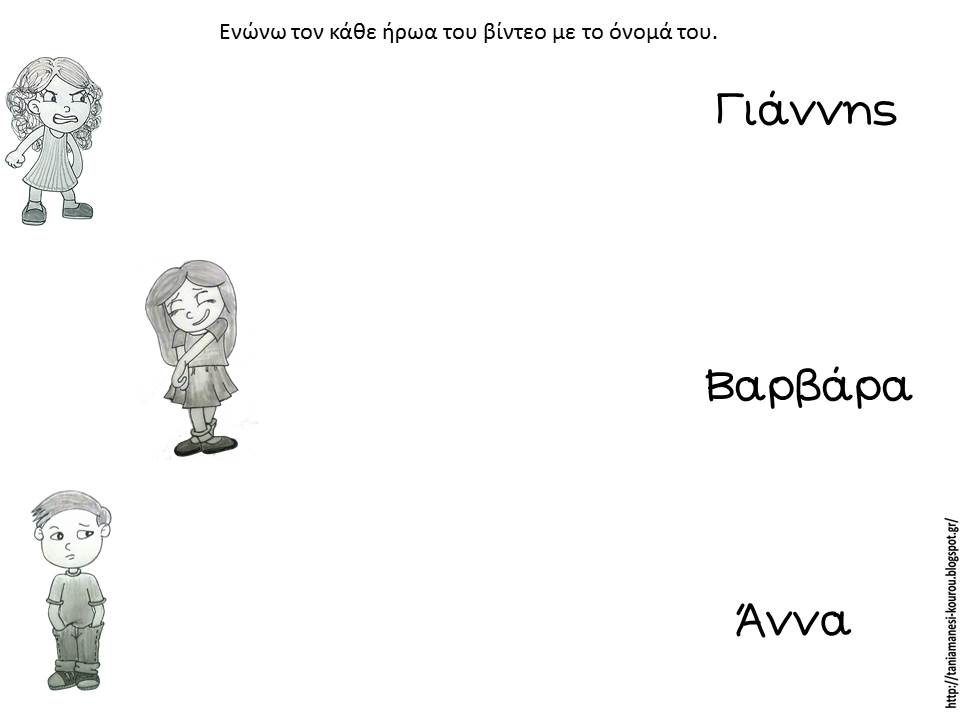 Ενώνω τον κάθε ήρωα του βίντεο με το όνομά του.
Γιάννης
Βαρβάρα
Άννα
http://taniamanesi-kourou.blogspot.gr/